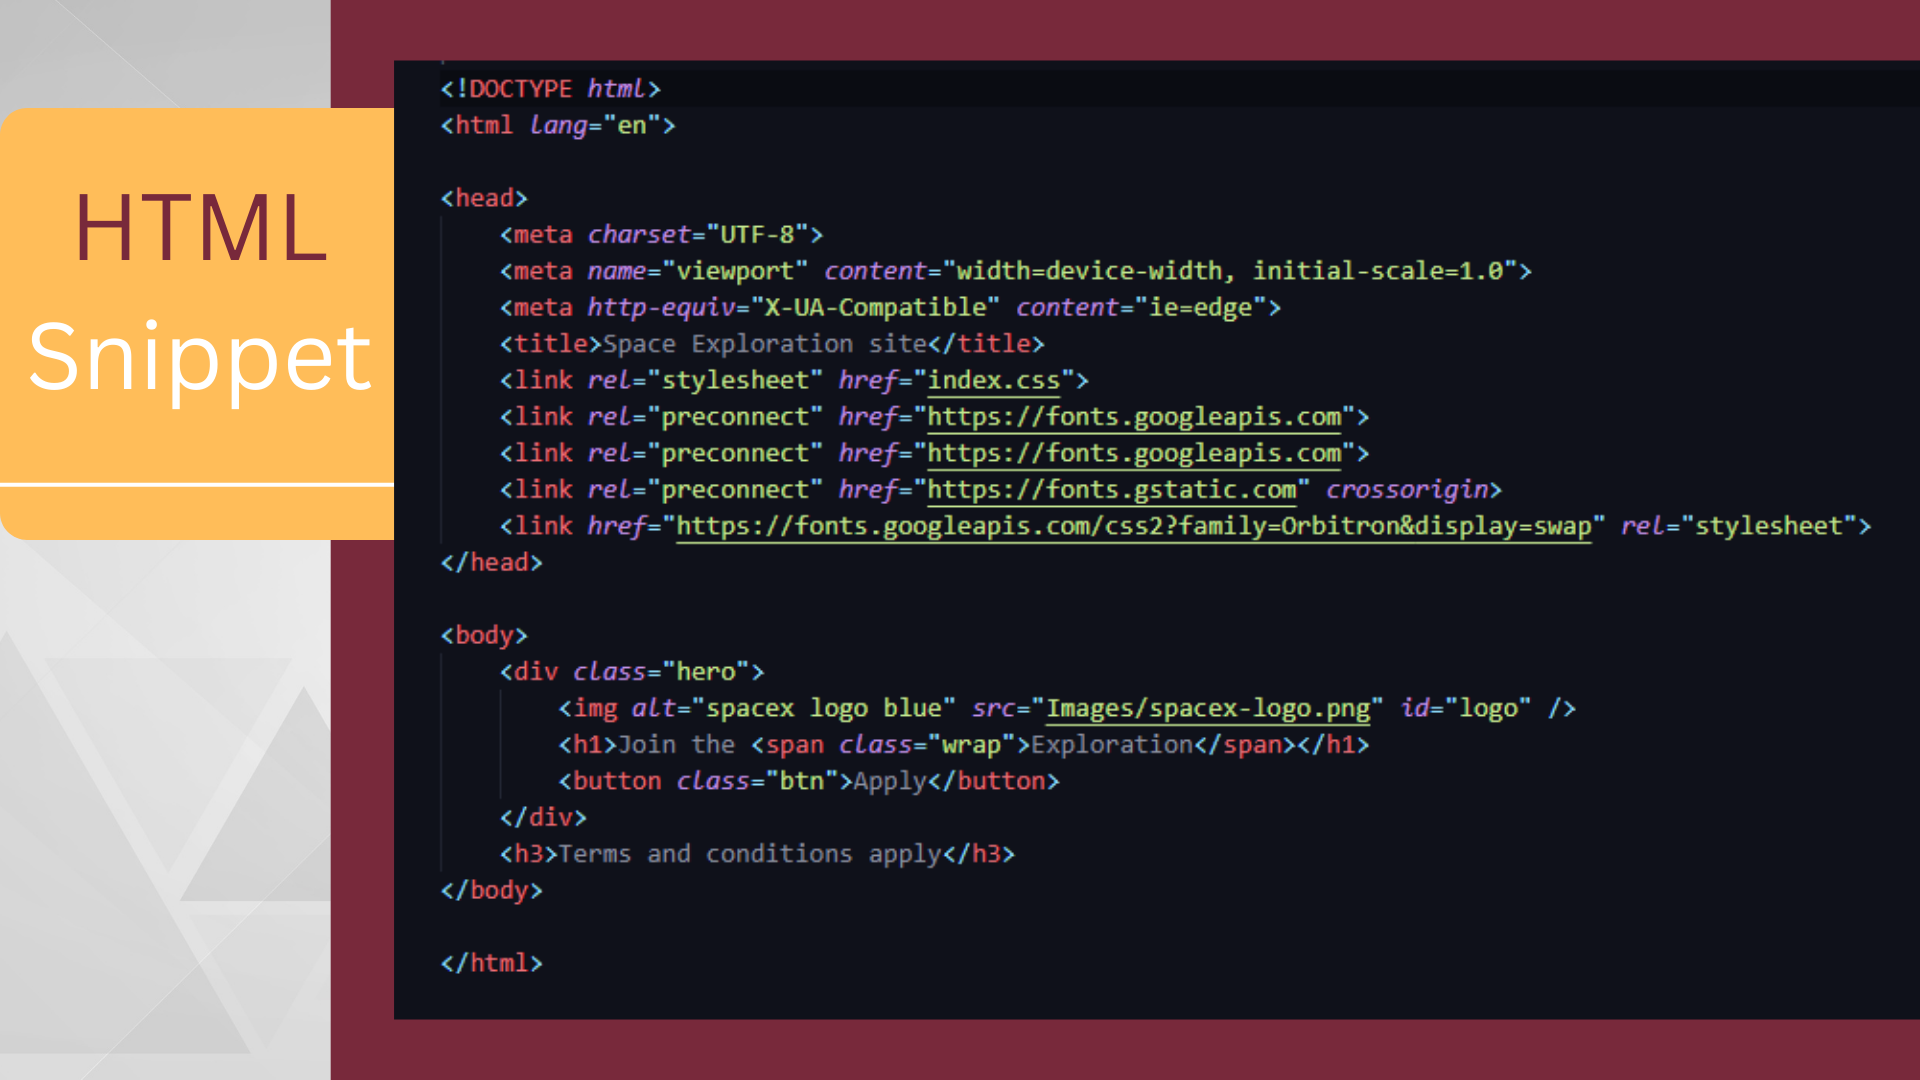 HTML
Snippet
<!DOCTYPE html>
<html lang="en">
<head>
<meta charset="UTF-8">
<meta name="viewport" content="width=device-width, initial-scale=1.0">
<meta http-equiv="X-UA-Compatible" content="ie=edge">
<title>Space Exploration site</title>
<link rel="stylesheet" href="index.css">
<link rel="preconnect" href="https://fonts.googleapis.com">
<link rel="preconnect" href="https://fonts.googleapis.com">
<link rel="preconnect" href="https://fonts.gstatic.com" crossorigin>
<link href="https://fonts.googleapis.com/css2?family=Orbitron&display=swap" rel="stylesheet">
</head>
<body>
<div class="hero">
<img alt="spacex logo blue" src="Images/spacex-logo.png" id="logo" />
<h1>Join the <span class="wrap">Exploration</span></h1>
<button class="btn">Apply</button>
</div>
<h3>Terms and conditions apply</h3>
</body>
</html>